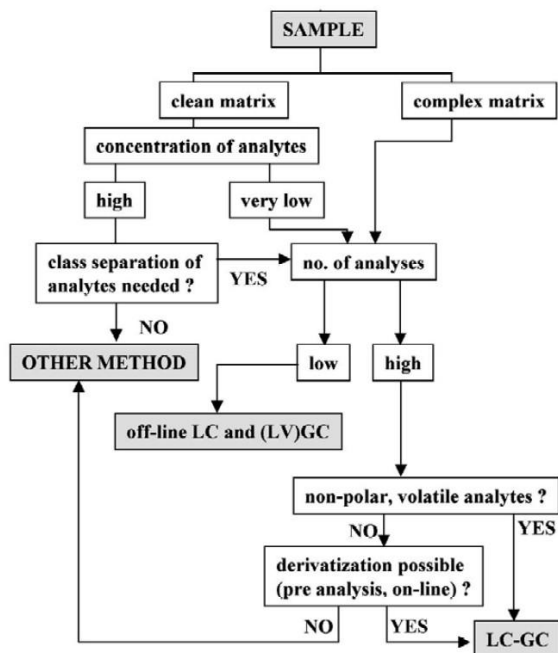 SAMPLE
clean matrix
complex matrix
concentration of analytes
high
very low
class separation of
analytes needed ?
YES
no. of analyses
NO
OTHER METHOD
low
high
off-line LC and (LV)GC
non-polar, volatile analytes ?
NO
YES
derivatization possible
(pre analysis, on-line) ?
NO
YES
LC-GC